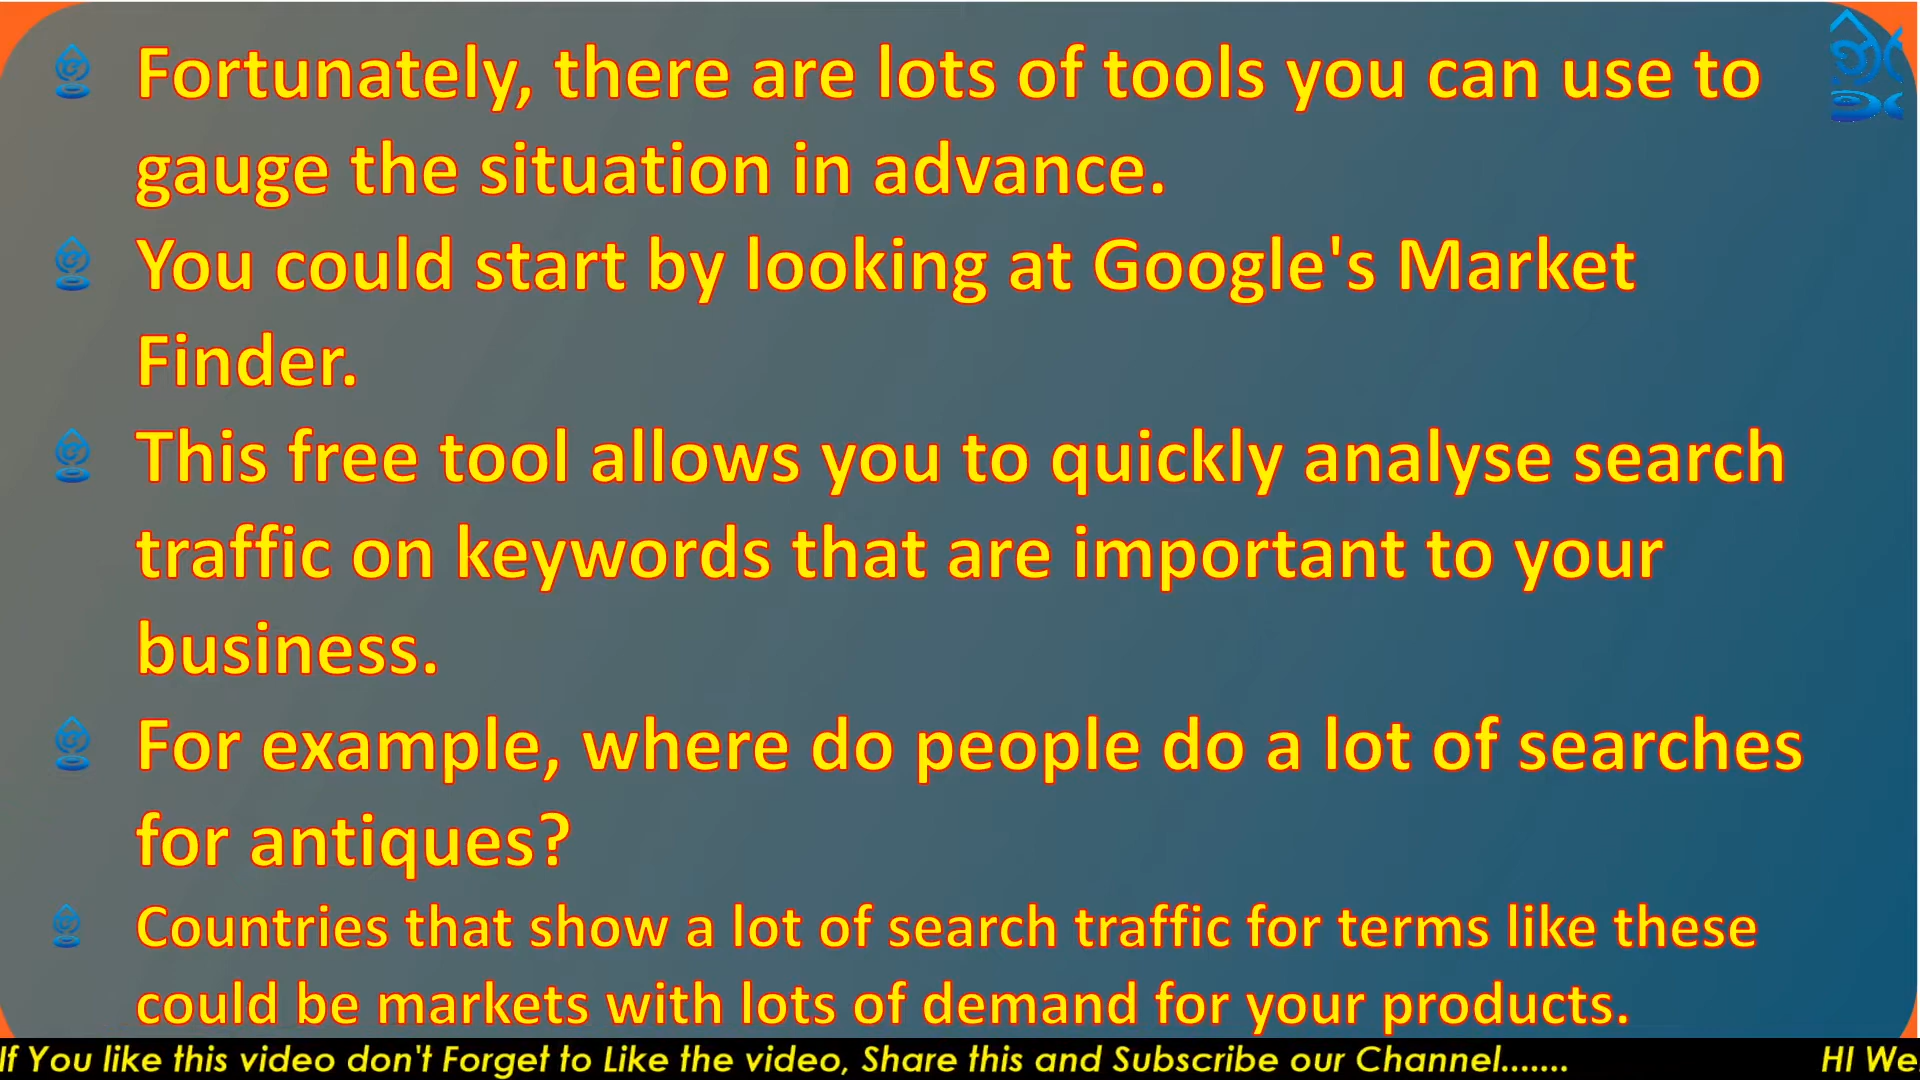 Fortunately, there are lots of tools you can use to
gauge the situation in advance.
You could start by looking at Google's Market
Finder.
This free tool allows you to quickly analyse search
traffic on keywords that are important to your
business.
For example, where do people do a lot of searches
for antiques?
Countries that show a lot of search traffic for terms like these
could be markets with lots of demand for your products.
If You like this video don't Forget to Like the video, Share this and Subscribe our Channel....... HI We